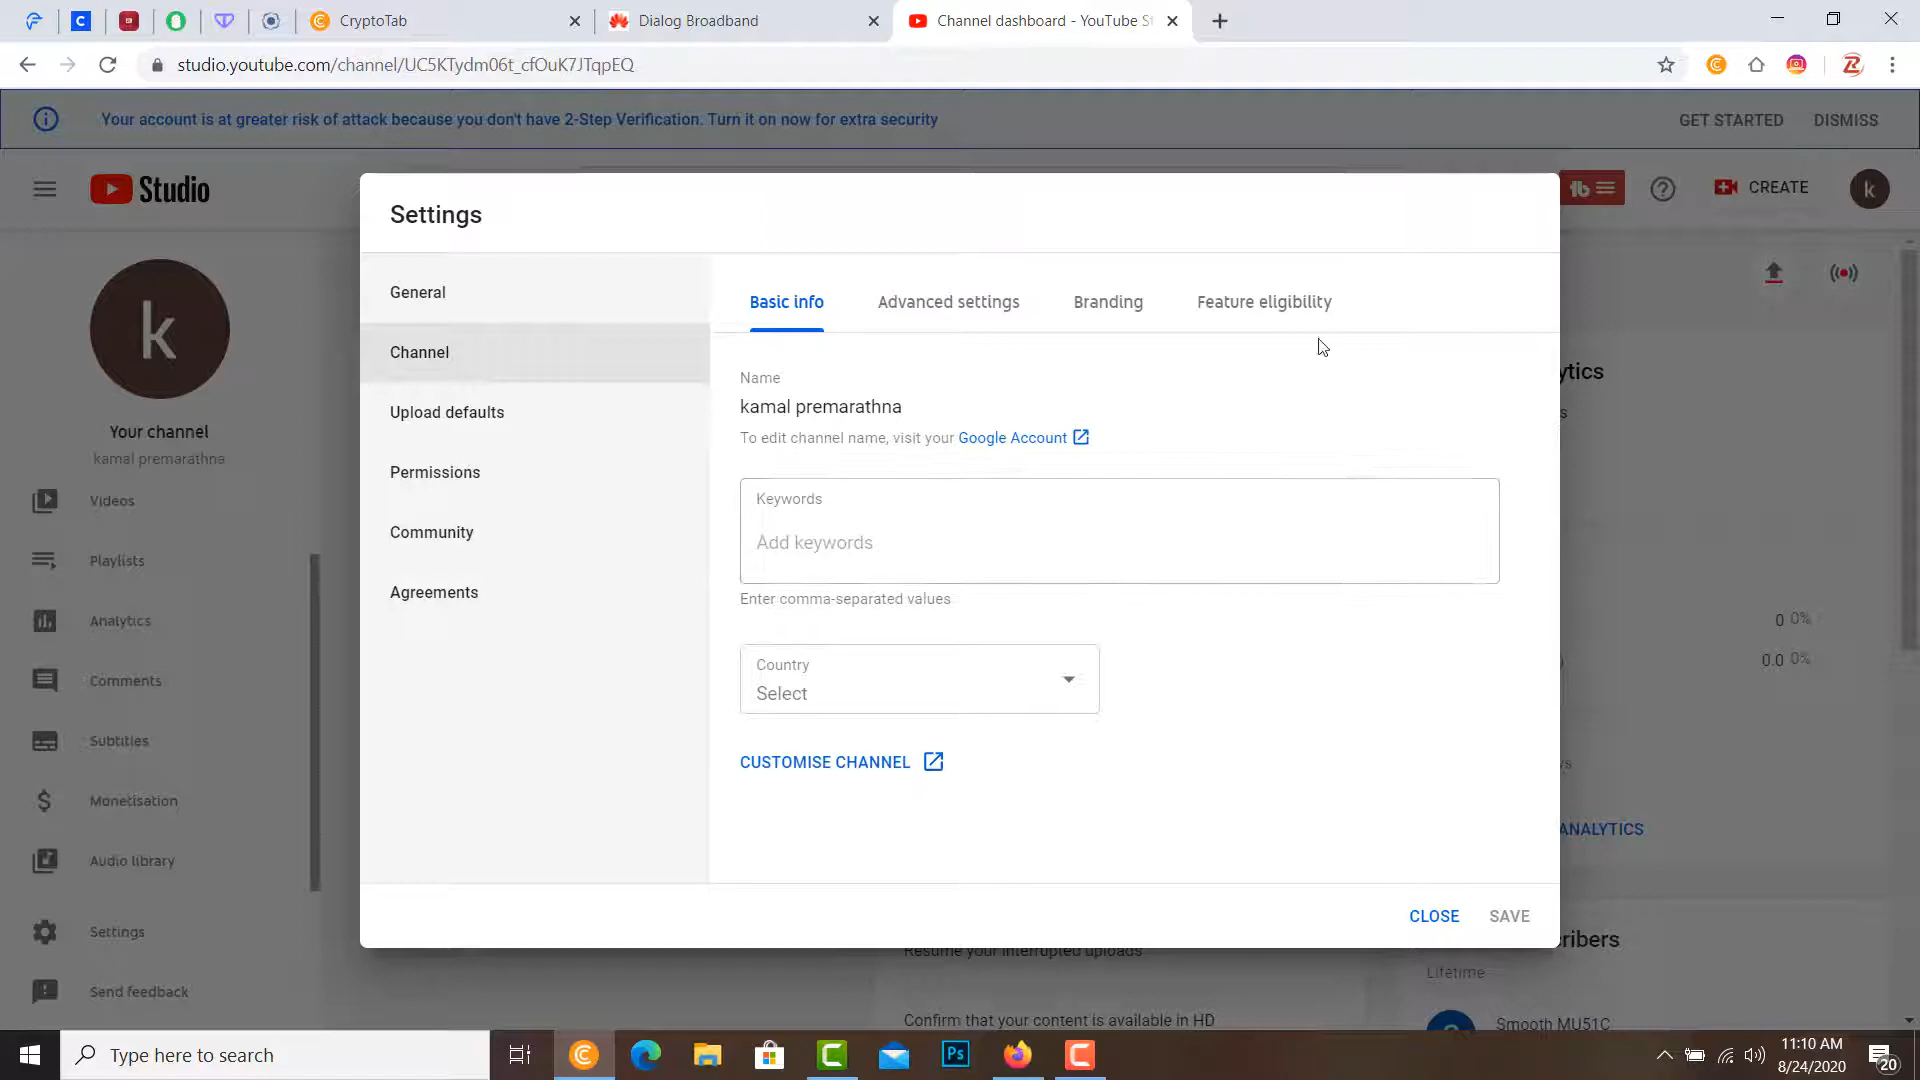 CryptoTab
Dialog Broadband
Channel dashboard - YouTube St
studio.youtube.com/channel/UC5KTydm06t_cfOuK7JTqpEQ
Your account is at greater risk of attack because you don't have 2-Step Verification. Turn it on now for extra security
GET STARTED
DISMISS
Studio
CREATE
k
k
Your channel
kamal premarathna
Videos
Playlists
Analytics
Comments
Subtitles
Monetisation
Audio library
Settings
Send feedback
Settings
General
Channel
Upload defaults
Permissions
Community
Agreements
Basic info
Advanced settings
Branding
Feature eligibility
Name
kamal premarathna
To edit channel name, visit your Google Account
Keywords
Add keywords
Enter comma-separated values
Country
Select
CUSTOMISE CHANNEL
CLOSE
SAVE
ytics
s
0 0%
0.0 0%
ys
ANALYTICS
Resume your interrupted uploads
Confirm that your content is available in HD
cribers
Lifetime
Smooth MU51C
Type here to search
Ps
11:10 AM
8/24/2020
20